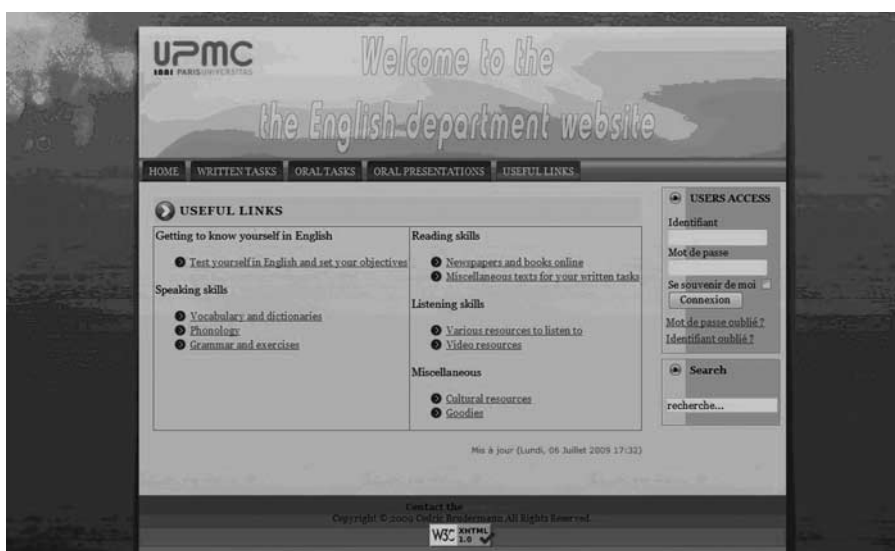 UPMC
PARISUNIVERSITAS
Welcome to the
the English department website
HOME WRITTEN TASKS ORAL TASKS ORAL PRESENTATIONS USEFUL LINKS
USEFUL LINKS
Getting to know yourself in English
Test yourself in English and set your objectives
Speaking skills
Vocabulary and dictionaries
Phonology
Grammar and exercises
Reading skills
Newspapers and books online
Miscellaneous texts for your written tasks
Listening skills
Various resources to listen to
Video resources
Miscellaneous
Cultural resources
Goodies
Mis à jour (Lundi, 06 Juillet 2009 17:32)
USERS ACCESS
Identifiant
Mot de passe
Se souvenir de moi
Connexion
Mot de passe oublié ?
Identifiant oublié ?
Search
recherche...
Contact the
Copyright © 2009 Cedric Brudermann All Rights Reserved
W3C XHTML 1.0